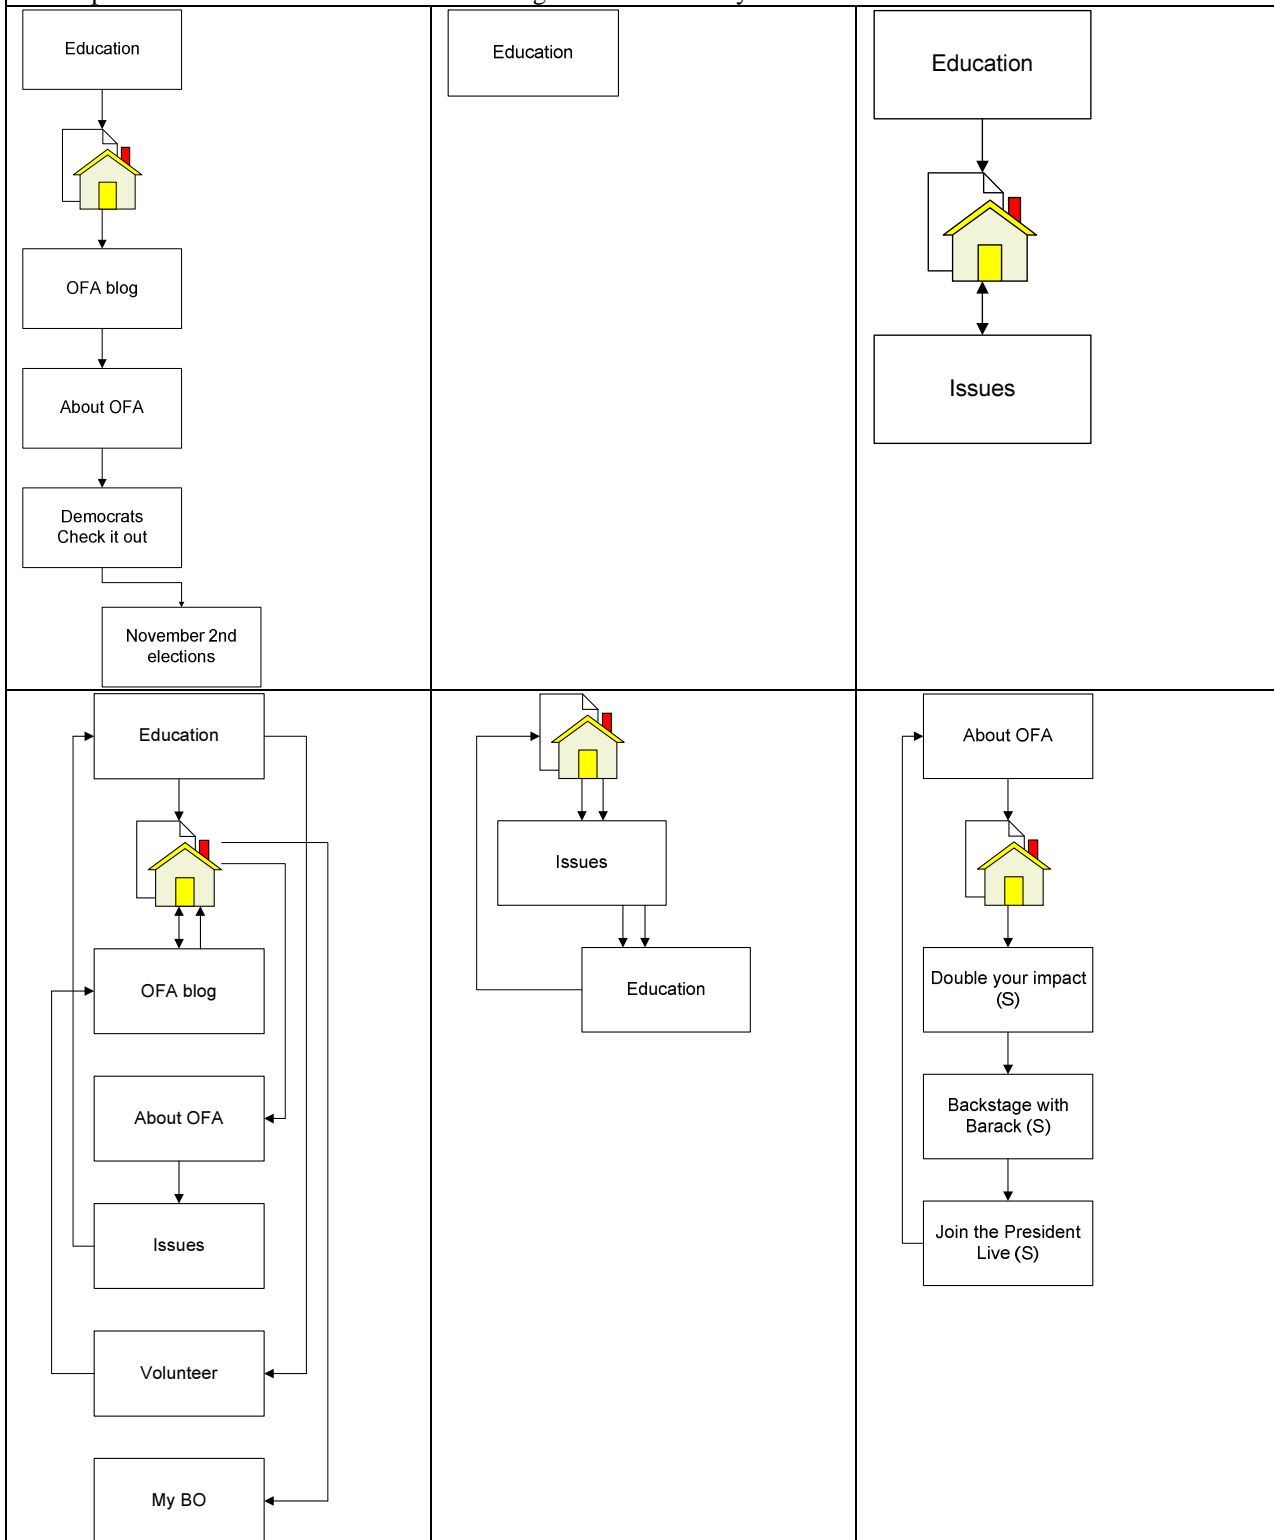 Education
OFA blog
About OFA
Democrats
Check it out
November 2nd
elections
Education
Education
Issues
Education
OFA blog
About OFA
Issues
Volunteer
My BO
Issues
Education
About OFA
Double your impact
(S)
Backstage with
Barack (S)
Join the President
Live (S)